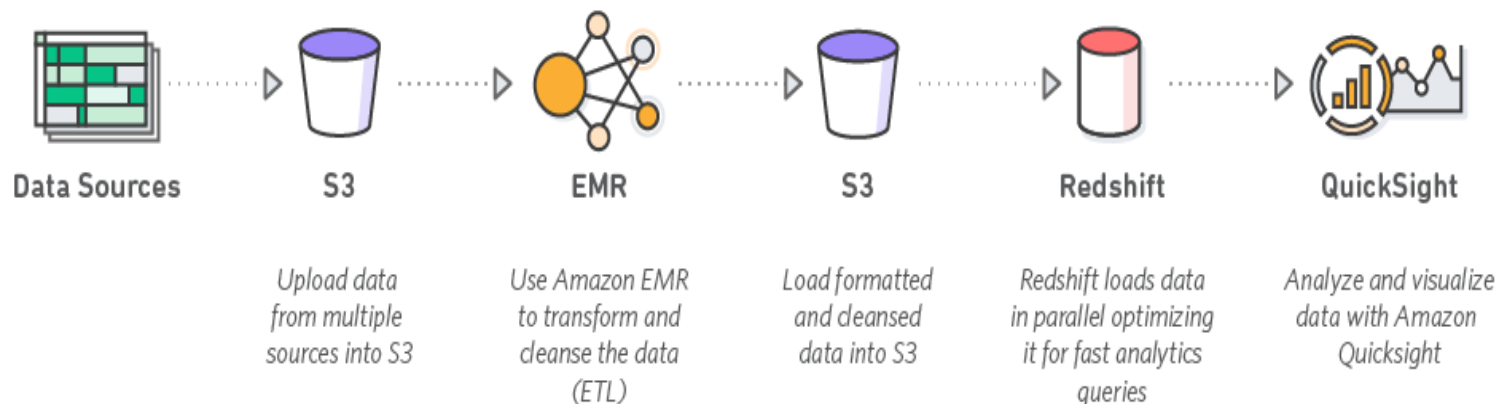 Data Sources
S3
EMR
S3
Redshift
QuickSight
Upload data
from multiple
sources into S3
Use Amazon EMR
to transform and
cleanse the data
(ETL)
Load formatted
and cleansed
data into S3
Redshift loads data
in parallel optimizing
it for fast analytics
queries
Analyze and visualize
data with Amazon
Quicksight